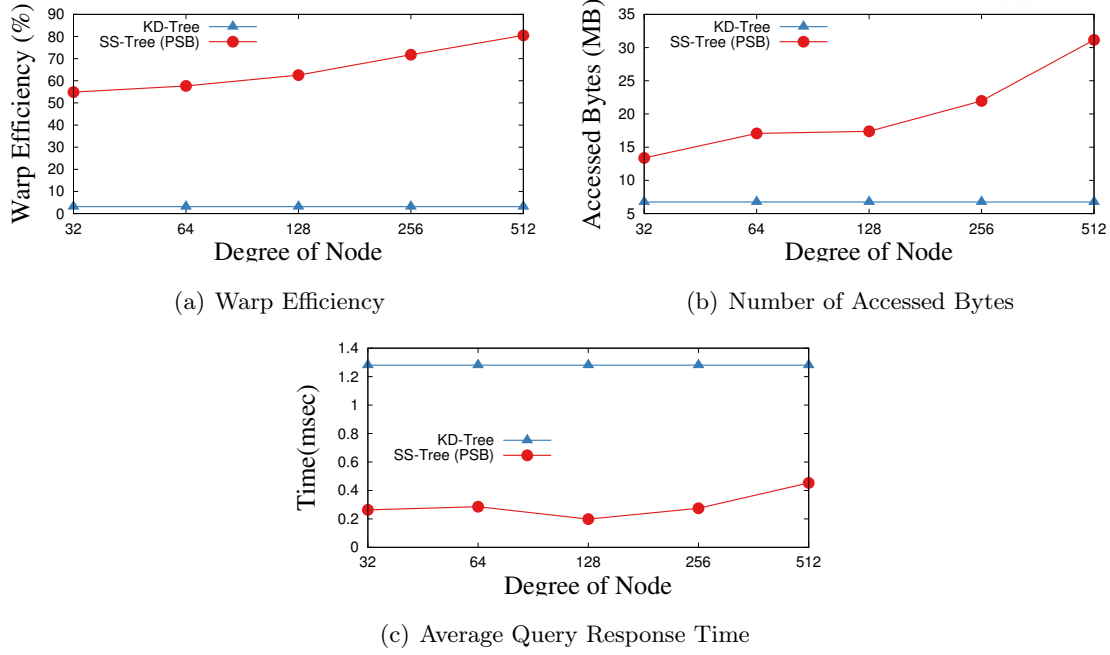 90
80
70
60
50
40
30
20
10
0
Warp Efficiency (%)
KD-Tree
SS-Tree (PSB)
32 64 128 256 512
Degree of Node
(a) Warp Efficiency
35
30
25
20
15
10
5
Accessed Bytes (MB)
KD-Tree
SS-Tree (PSB)
32 64 128 256 512
Degree of Node
(b) Number of Accessed Bytes
1.4
1.2
1
0.8
0.6
0.4
0.2
0
Time(msec)
KD-Tree
SS-Tree (PSB)
32 64 128 256 512
Degree of Node
(c) Average Query Response Time